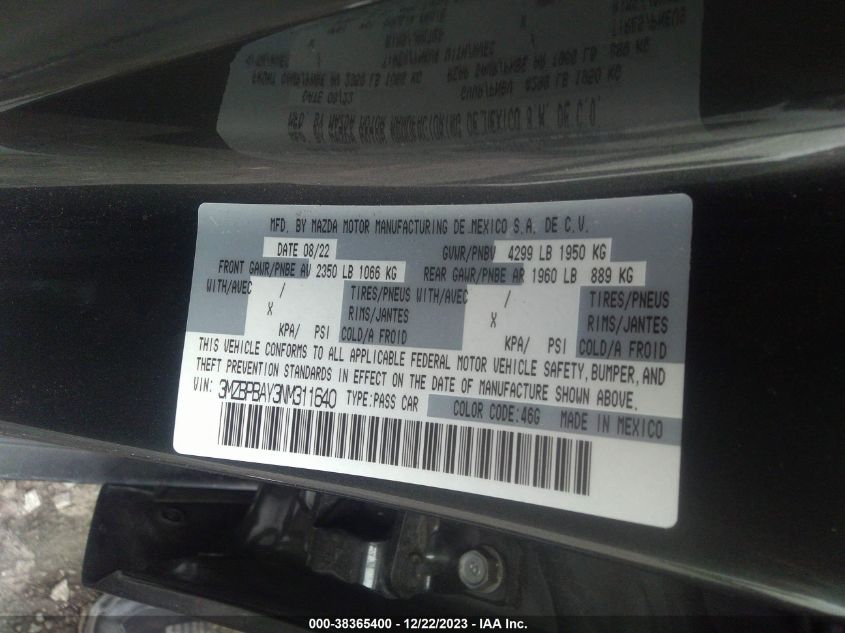 MFD. BY MAZDA MOTOR MANUFACTURING DE MEXICO S.A. DE C.V.
DATE 08/22 GVWR/PNBV 4299 LB 1950 KG
FRONT GAWR/PNBE AV 2350 LB 1066 KG REAR GAWR/PNBE AR 1960 LB 889 KG
WITH/AVEC / TIRES/PNEUS WITH/AVEC / TIRES/PNEUS
X RIMS/JANTES X RIMS/JANTES
KPA/ PSI COLD/A FROID KPA/ PSI COLD/A FROID
THIS VEHICLE CONFORMS TO ALL APPLICABLE FEDERAL MOTOR VEHICLE SAFETY, BUMPER, AND
THEFT PREVENTION STANDARDS IN EFFECT ON THE DATE OF MANUFACTURE SHOWN ABOVE.
VIN: 3MZBPBAY3NM311640 TYPE:PASS CAR COLOR CODE:46G MADE IN MEXICO
000-38365400 - 12/22/2023 - IAA Inc.